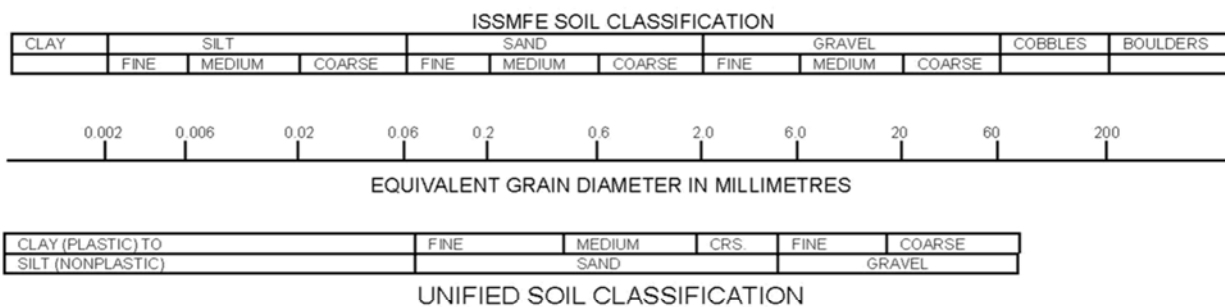 ISSMFE SOIL CLASSIFICATION
CLAY SILT SAND GRAVEL COBBLES BOULDERS
FINE MEDIUM COARSE FINE MEDIUM COARSE FINE MEDIUM COARSE
0.002 0.006 0.02 0.06 0.2 0.6 2.0 6.0 20 60 200
EQUIVALENT GRAIN DIAMETER IN MILLIMETRES
CLAY (PLASTIC) TO FINE MEDIUM CRS. FINE COARSE
SILT (NONPLASTIC) SAND GRAVEL
UNIFIED SOIL CLASSIFICATION